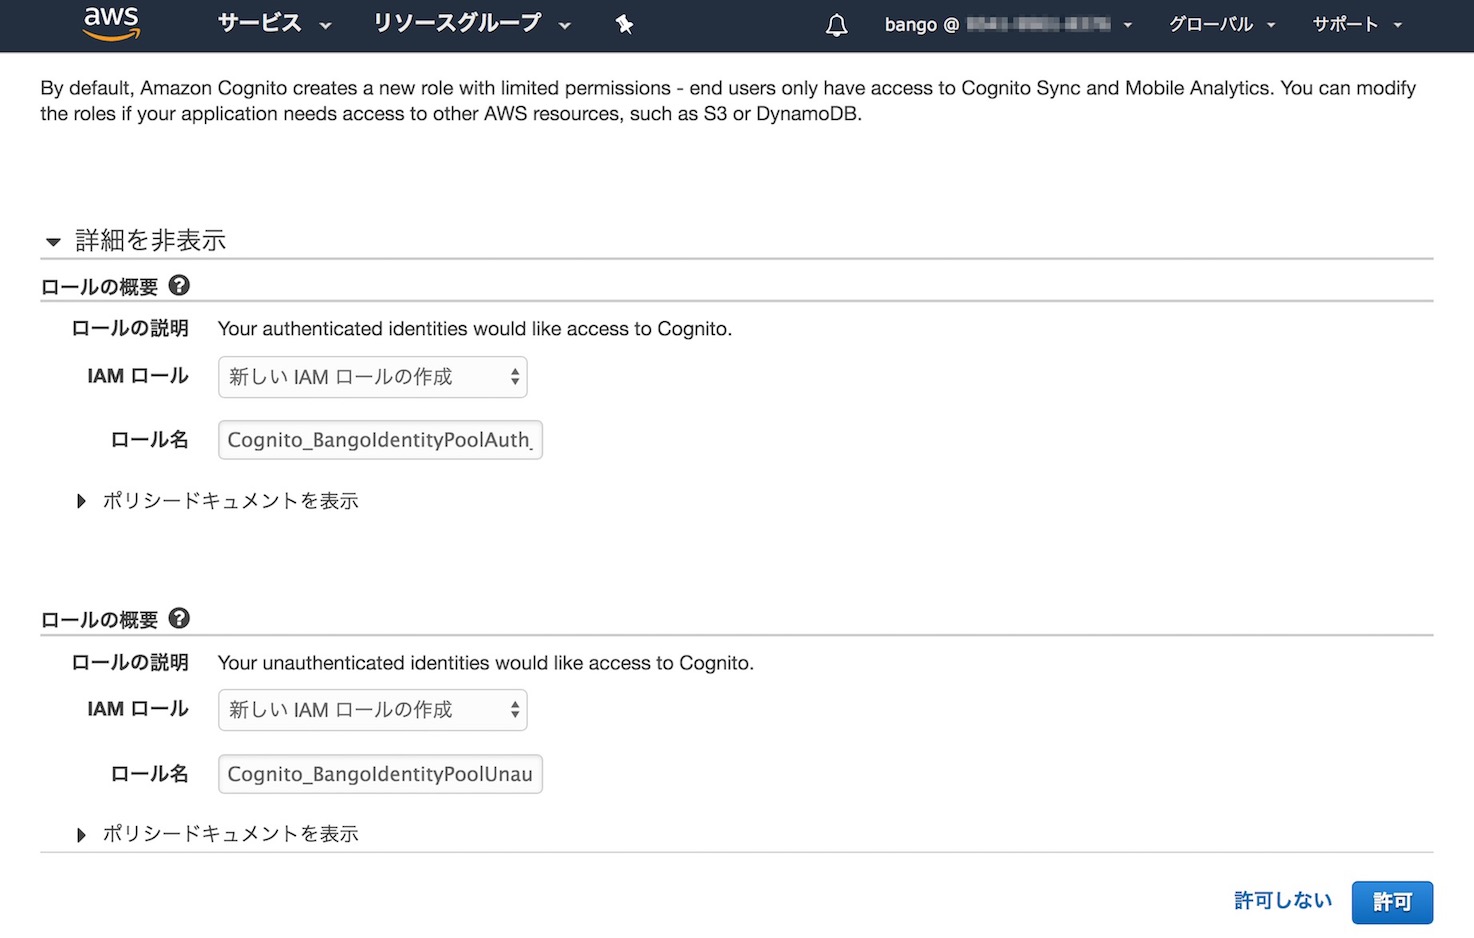 aws サービス リソースグループ bango @ グローバル サポート
By default, Amazon Cognito creates a new role with limited permissions - end users only have access to Cognito Sync and Mobile Analytics. You can modify
the roles if your application needs access to other AWS resources, such as S3 or DynamoDB.
詳細を非表示
ロールの概要 ?
ロールの説明 Your authenticated identities would like access to Cognito.
IAM ロール 新しい IAM ロールの作成
ロール名 Cognito_BangoIdentityPoolAuth_
ポリシードキュメントを表示
ロールの概要 ?
ロールの説明 Your unauthenticated identities would like access to Cognito.
IAM ロール 新しい IAM ロールの作成
ロール名 Cognito_BangoIdentityPoolUnau
ポリシードキュメントを表示
許可しない 許可